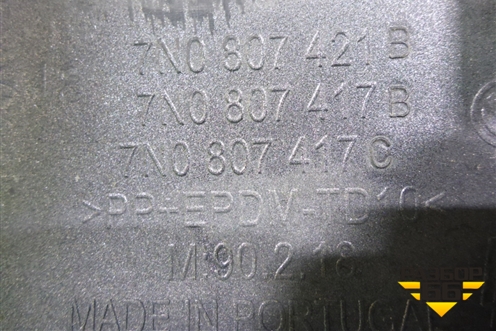 7N0 807 421 B
7N0 807 417 B
7N0 807 417 C
>PP+EPDM-TD10<
M.90.2.18
MADE IN PORTUGAL